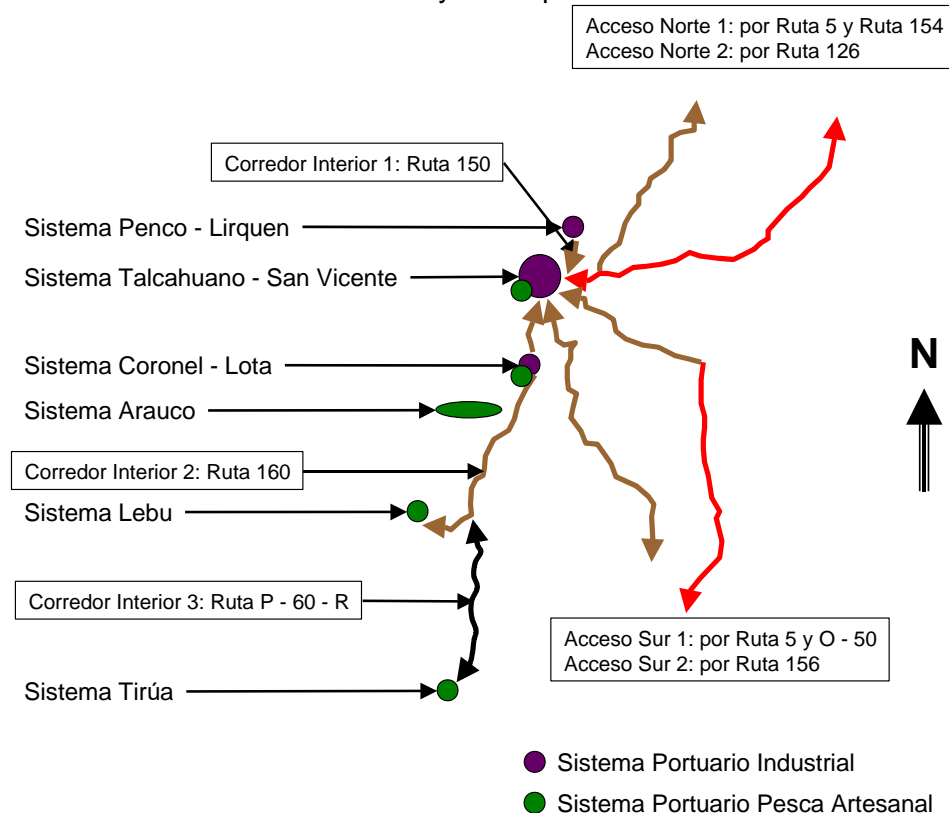 Acceso Norte 1: por Ruta 5 y Ruta 154
Acceso Norte 2: por Ruta 126
Corredor Interior 1: Ruta 150
Sistema Penco - Lirquen
Sistema Talcahuano - San Vicente
Sistema Coronel - Lota
N
Sistema Arauco
Corredor Interior 2: Ruta 160
Sistema Lebu
Corredor Interior 3: Ruta P - 60 - R
Acceso Sur 1: por Ruta 5 y O - 50
Acceso Sur 2: por Ruta 156
Sistema Tirúa
Sistema Portuario Industrial
Sistema Portuario Pesca Artesanal